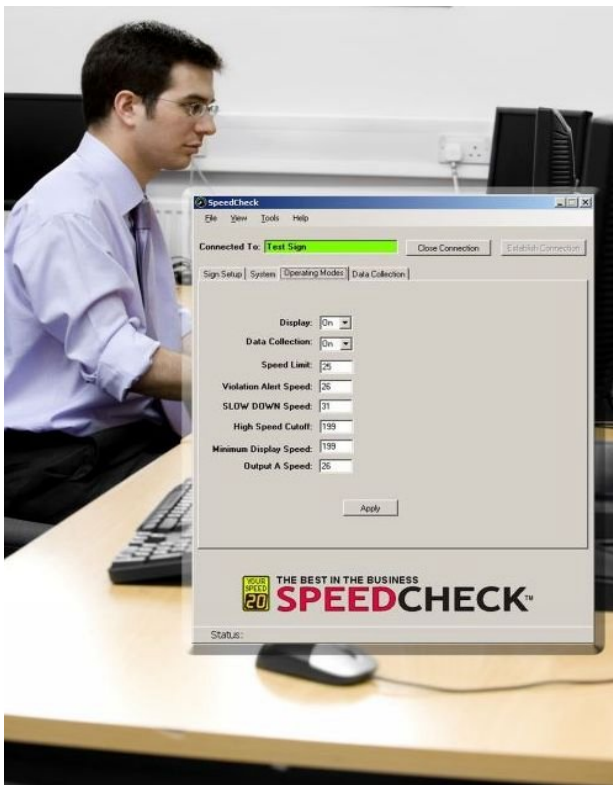 SpeedCheck
File View Tools Help
Connected To: Test Sign Close Connection Establish Connection
Sign Setup System Operating Modes Data Collection
Display: On
Data Collection: On
Speed Limit: 25
Violation Alert Speed: 26
SLOW DOWN Speed: 31
High Speed Cutoff: 199
Minimum Display Speed: 199
Output A Speed: 26
Apply
YOUR
SPEED
20
THE BEST IN THE BUSINESS
SPEEDCHECK™
Status: